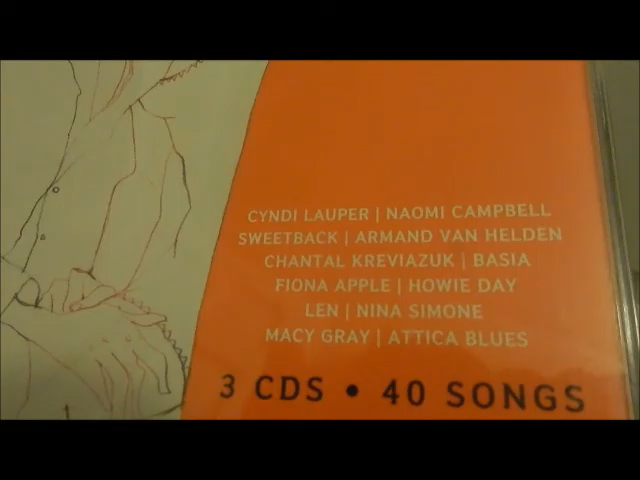 CYNDI LAUPER | NAOMI CAMPBELL
SWEETBACK | ARMAND VAN HELDEN
CHANTAL KREVIAZUK | BASIA
FIONA APPLE | HOWIE DAY
LEN | NINA SIMONE
MACY GRAY | ATTICA BLUES
3 CDS • 40 SONGS